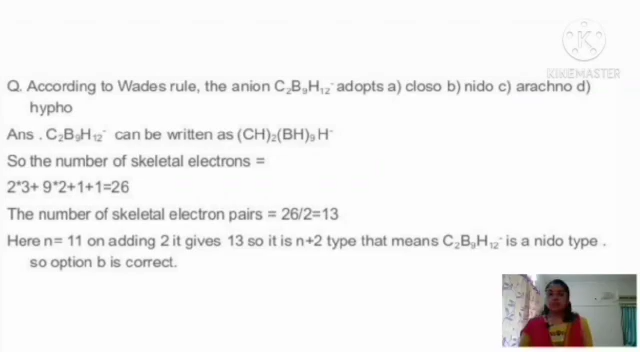 KINEMASTER
Q. According to Wades rule, the anion C₂B₉H₁₂⁻ adopts a) closo b) nido c) arachno d)
hypho
Ans . C₂B₉H₁₂⁻ can be written as (CH)₂(BH)₉H⁻
So the number of skeletal electrons =
2*3+ 9*2+1+1=26
The number of skeletal electron pairs = 26/2=13
Here n= 11 on adding 2 it gives 13 so it is n+2 type that means C₂B₉H₁₂⁻ is a nido type .
so option b is correct.